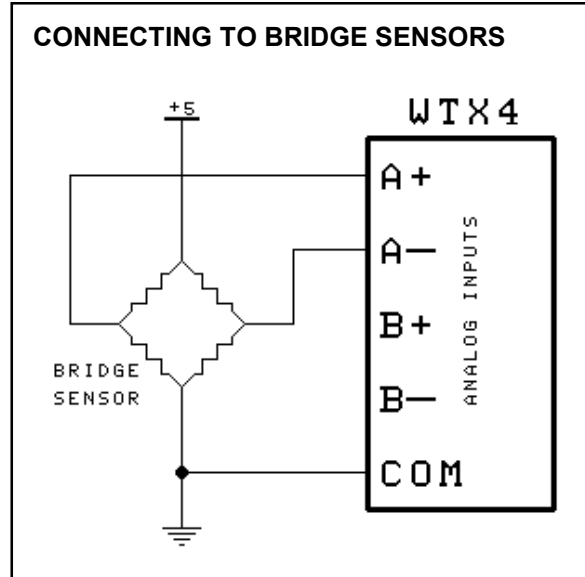 CONNECTING TO BRIDGE SENSORS
+5
WTX4
A+
A−
B+
B−
COM
ANALOG INPUTS
BRIDGE
SENSOR